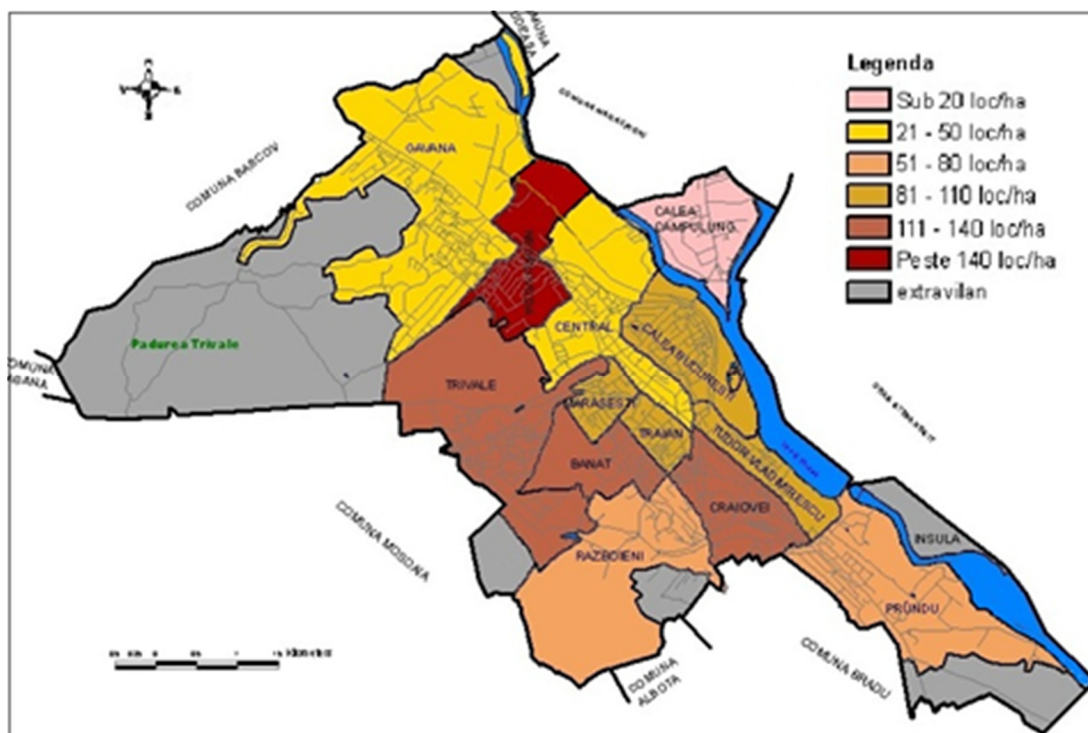 Legenda
Sub 20 loc/ha
21 - 50 loc/ha
51 - 80 loc/ha
81 - 110 loc/ha
111 - 140 loc/ha
Peste 140 loc/ha
extravilan
COMUNA
COMUNA BABCOV
GAVANA
CALEA
CAMPULUNG
Padurea Trivale
CENTRAL
CALEA BUCURESTI
COMUNA
TRIVALE
MARASESTI
TRAIAN
TUDOR VLADIMIRESCU
BANAT
CRAIOVEI
COMUNA MOSOAIA
RAZBOIENI
INSULA
PRUNDU
COMUNA
ALBOTA
COMUNA BRADU